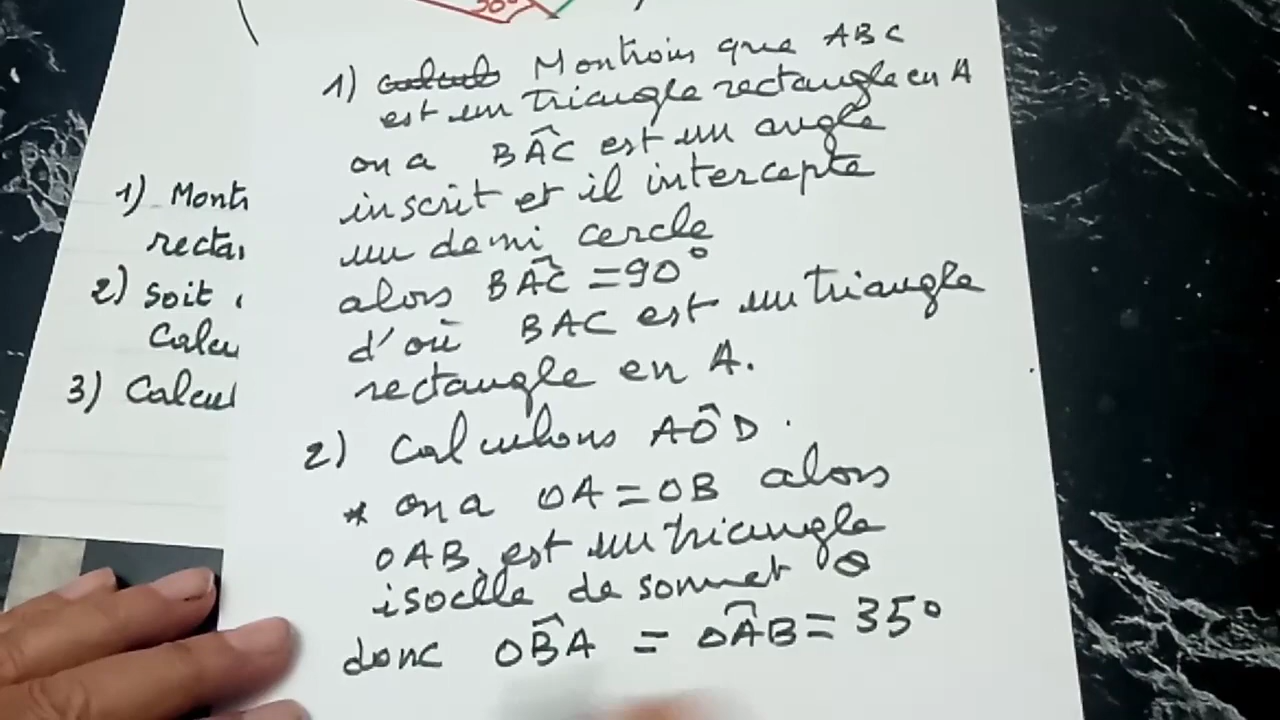 30°
1) calculs Montrons que ABC
est un triangle rectangle en A
on a BÂC est un angle
inscrit et il intercepte
un demi cercle
alors BÂC = 90°
d'où BAC est un triangle
rectangle en A.
2) Calculons AÔD.
* on a OA = OB alors
OAB est un triangle
isocèle de sommet O
donc OB̂A = OÂB = 35°
1) Mont
recta
2) soit
Calcu
3) Calcul